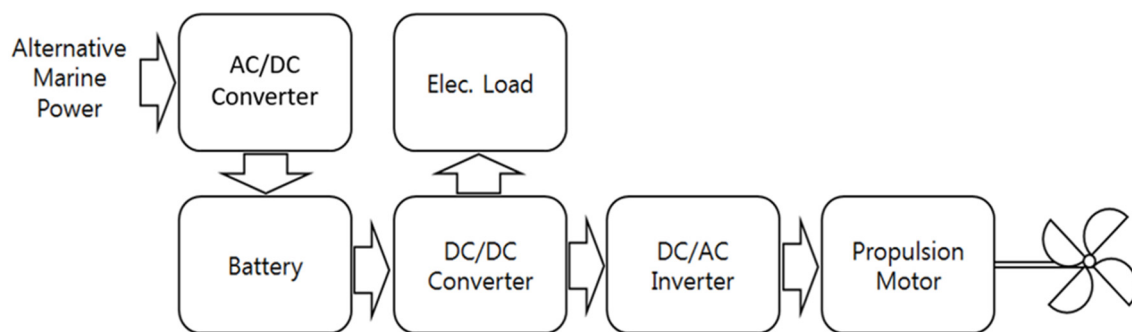 Alternative
Marine
Power
AC/DC
Converter
Elec. Load
Battery
DC/DC
Converter
DC/AC
Inverter
Propulsion
Motor